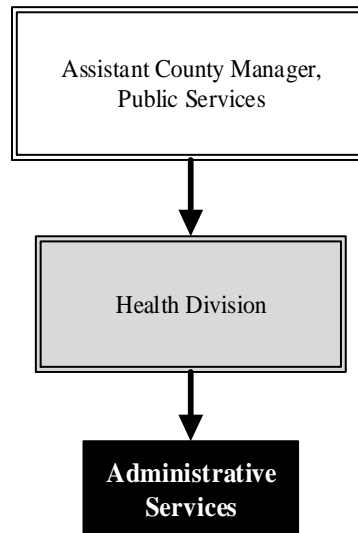 Assistant County Manager,
Public Services
Health Division
Administrative
Services